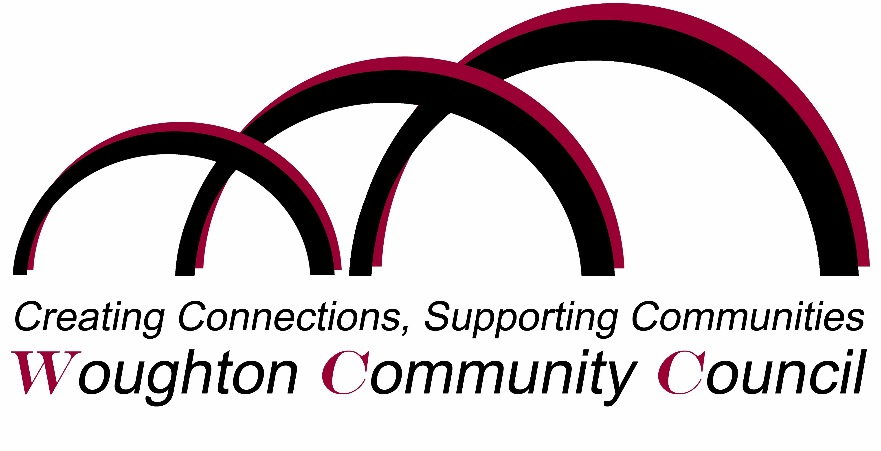 Creating Connections, Supporting Communities
Woughton Community Council